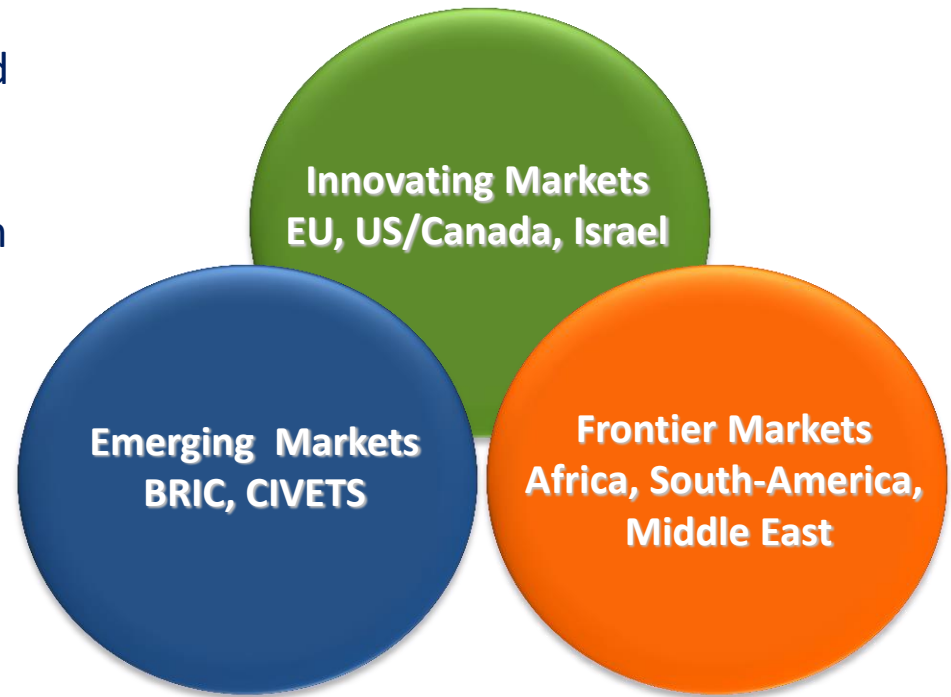 Innovating Markets
EU, US/Canada, Israel
Emerging Markets
BRIC, CIVETS
Frontier Markets
Africa, South-America,
Middle East